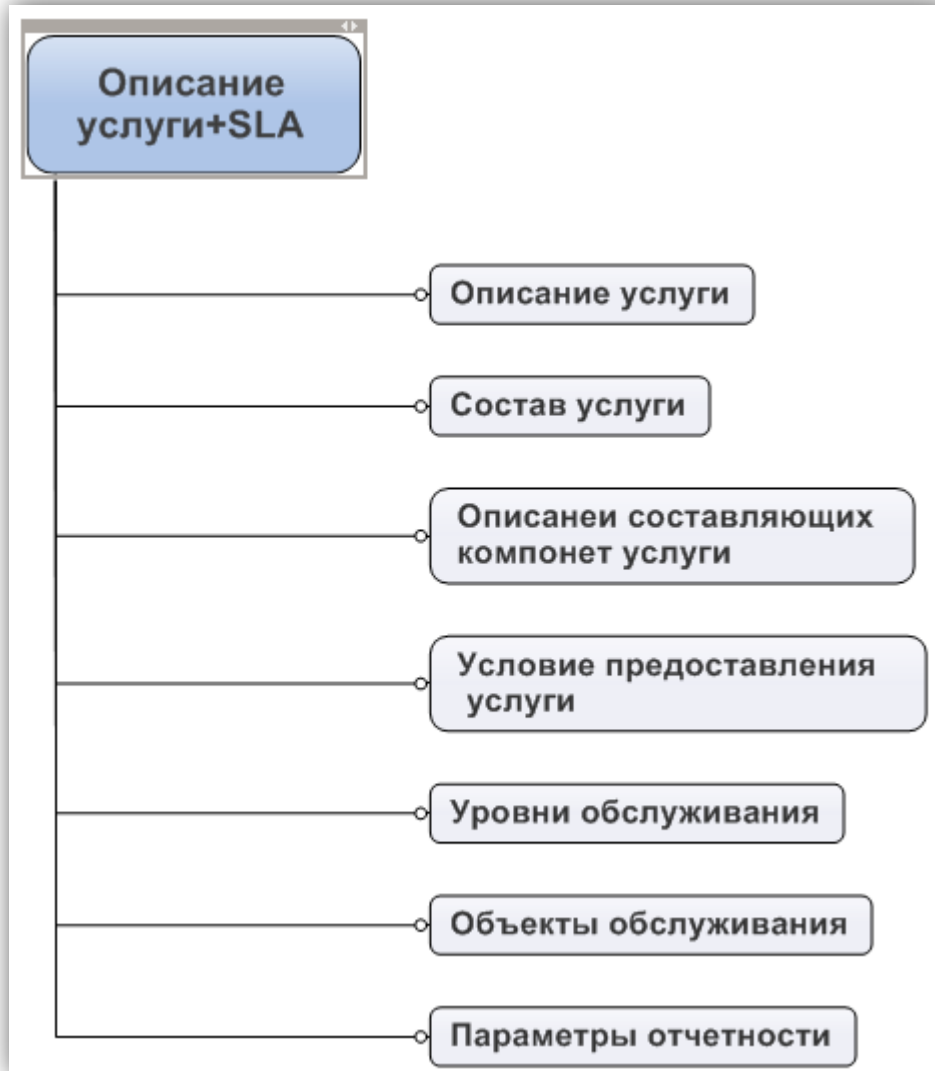 Описание
услуги+SLA
Описание услуги
Состав услуги
Описанеи составляющих
компонет услуги
Условие предоставления
услуги
Уровни обслуживания
Объекты обслуживания
Параметры отчетности